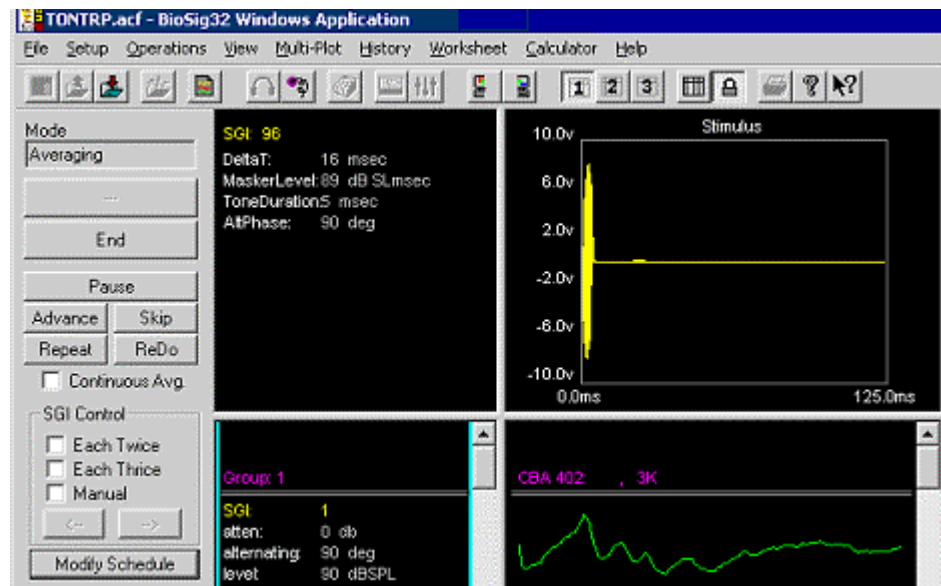 TONTRP.acf - BioSig32 Windows Application
File Setup Operations View Multi-Plot History Worksheet Calculator Help
1 2 3
Mode
Averaging
...
End
Pause
Advance Skip
Repeat ReDo
Continuous Avg.
SGI Control
Each Twice
Each Thrice
Manual
<-- -->
Modify Schedule
SGI: 96
DeltaT: 16 msec
MaskerLevel: 89 dB SLmsec
ToneDuration: 5 msec
AltPhase: 90 deg
Stimulus
10.0v
6.0v
2.0v
-2.0v
-6.0v
-10.0v
0.0ms 125.0ms
Group: 1
SGI: 1
atten: 0 db
alternating: 90 deg
level: 90 dBSPL
CBA 402: , 3K